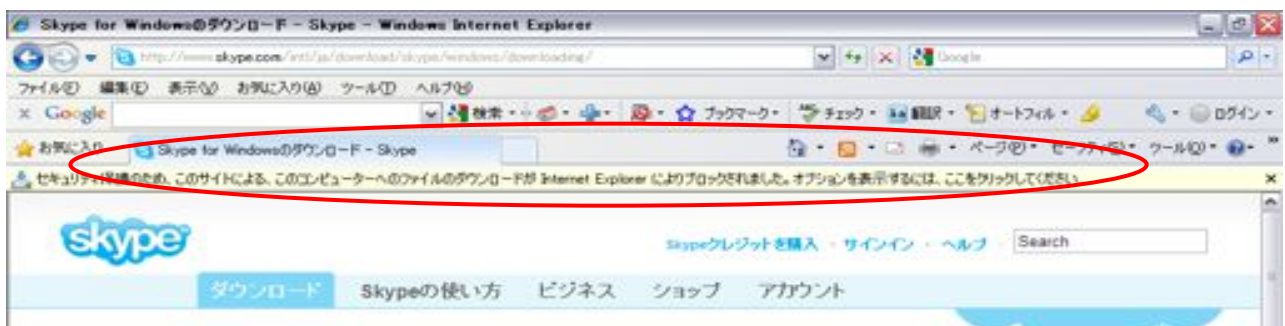 Skype for Windowsのダウンロード - Skype - Windows Internet Explorer
http://www.skype.com/intl/ja/download/skype/windows/downloading/
Google
ファイル(F) 編集(E) 表示(V) お気に入り(A) ツール(T) ヘルプ(H)
× Google 検索 ブックマーク チェック 翻訳 オートフィル ログイン
お気に入り Skype for Windowsのダウンロード - Skype ページ(P) セーフティ(S) ツール(O)
セキュリティ保護のため、このサイトによる、このコンピューターへのファイルのダウンロードが Internet Explorer によりブロックされました。オプションを表示するには、ここをクリックしてください
skype
Skypeクレジットを購入 · サインイン · ヘルプ Search
ダウンロード Skypeの使い方 ビジネス ショップ アカウント